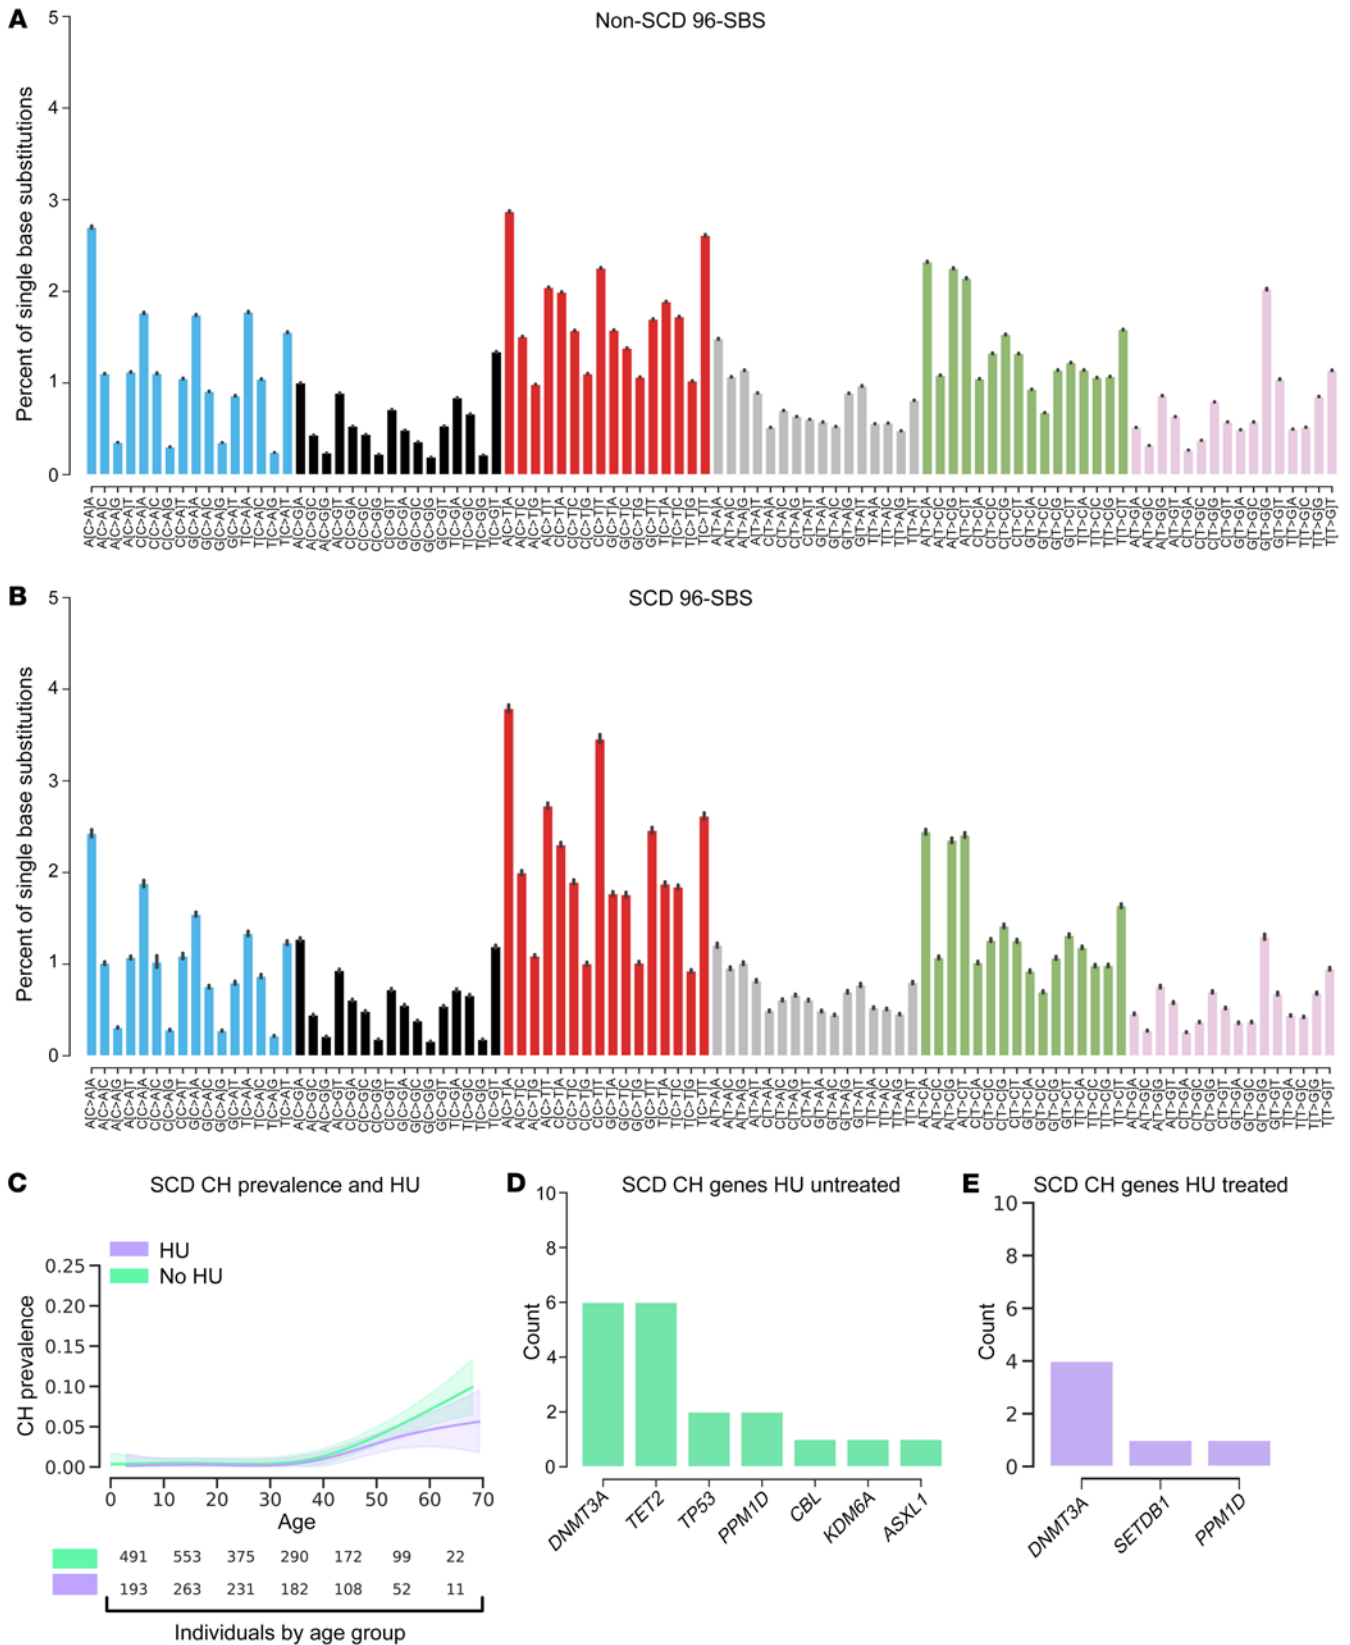 A
Non-SCD 96-SBS
Percent of single base substitutions
5
4
3
2
1
0
A[C>A]A A[C>A]C A[C>A]G A[C>A]T C[C>A]A C[C>A]C C[C>A]G C[C>A]T G[C>A]A G[C>A]C G[C>A]G G[C>A]T T[C>A]A T[C>A]C T[C>A]G T[C>A]T A[C>G]A A[C>G]C A[C>G]G A[C>G]T C[C>G]A C[C>G]C C[C>G]G C[C>G]T G[C>G]A G[C>G]C G[C>G]G G[C>G]T T[C>G]A T[C>G]C T[C>G]G T[C>G]T A[C>T]A A[C>T]C A[C>T]G A[C>T]T C[C>T]A C[C>T]C C[C>T]G C[C>T]T G[C>T]A G[C>T]C G[C>T]G G[C>T]T T[C>T]A T[C>T]C T[C>T]G T[C>T]T A[T>A]A A[T>A]C A[T>A]G A[T>A]T C[T>A]A C[T>A]C C[T>A]G C[T>A]T G[T>A]A G[T>A]C G[T>A]G G[T>A]T T[T>A]A T[T>A]C T[T>A]G T[T>A]T A[T>C]A A[T>C]C A[T>C]G A[T>C]T C[T>C]A C[T>C]C C[T>C]G C[T>C]T G[T>C]A G[T>C]C G[T>C]G G[T>C]T T[T>C]A T[T>C]C T[T>C]G T[T>C]T A[T>G]A A[T>G]C A[T>G]G A[T>G]T C[T>G]A C[T>G]C C[T>G]G C[T>G]T G[T>G]A G[T>G]C G[T>G]G G[T>G]T T[T>G]A T[T>G]C T[T>G]G T[T>G]T
B
SCD 96-SBS
Percent of single base substitutions
5
4
3
2
1
0
A[C>A]A A[C>A]C A[C>A]G A[C>A]T C[C>A]A C[C>A]C C[C>A]G C[C>A]T G[C>A]A G[C>A]C G[C>A]G G[C>A]T T[C>A]A T[C>A]C T[C>A]G T[C>A]T A[C>G]A A[C>G]C A[C>G]G A[C>G]T C[C>G]A C[C>G]C C[C>G]G C[C>G]T G[C>G]A G[C>G]C G[C>G]G G[C>G]T T[C>G]A T[C>G]C T[C>G]G T[C>G]T A[C>T]A A[C>T]C A[C>T]G A[C>T]T C[C>T]A C[C>T]C C[C>T]G C[C>T]T G[C>T]A G[C>T]C G[C>T]G G[C>T]T T[C>T]A T[C>T]C T[C>T]G T[C>T]T A[T>A]A A[T>A]C A[T>A]G A[T>A]T C[T>A]A C[T>A]C C[T>A]G C[T>A]T G[T>A]A G[T>A]C G[T>A]G G[T>A]T T[T>A]A T[T>A]C T[T>A]G T[T>A]T A[T>C]A A[T>C]C A[T>C]G A[T>C]T C[T>C]A C[T>C]C C[T>C]G C[T>C]T G[T>C]A G[T>C]C G[T>C]G G[T>C]T T[T>C]A T[T>C]C T[T>C]G T[T>C]T A[T>G]A A[T>G]C A[T>G]G A[T>G]T C[T>G]A C[T>G]C C[T>G]G C[T>G]T G[T>G]A G[T>G]C G[T>G]G G[T>G]T T[T>G]A T[T>G]C T[T>G]G T[T>G]T
C
SCD CH prevalence and HU
HU
No HU
CH prevalence
0.25
0.20
0.15
0.10
0.05
0.00
0 10 20 30 40 50 60 70
Age
491 553 375 290 172 99 22
193 263 231 182 108 52 11
Individuals by age group
D
SCD CH genes HU untreated
Count
10
8
6
4
2
0
DNMT3A TET2 TP53 PPM1D CBL KDM6A ASXL1
E
SCD CH genes HU treated
Count
10
8
6
4
2
0
DNMT3A SETDB1 PPM1D